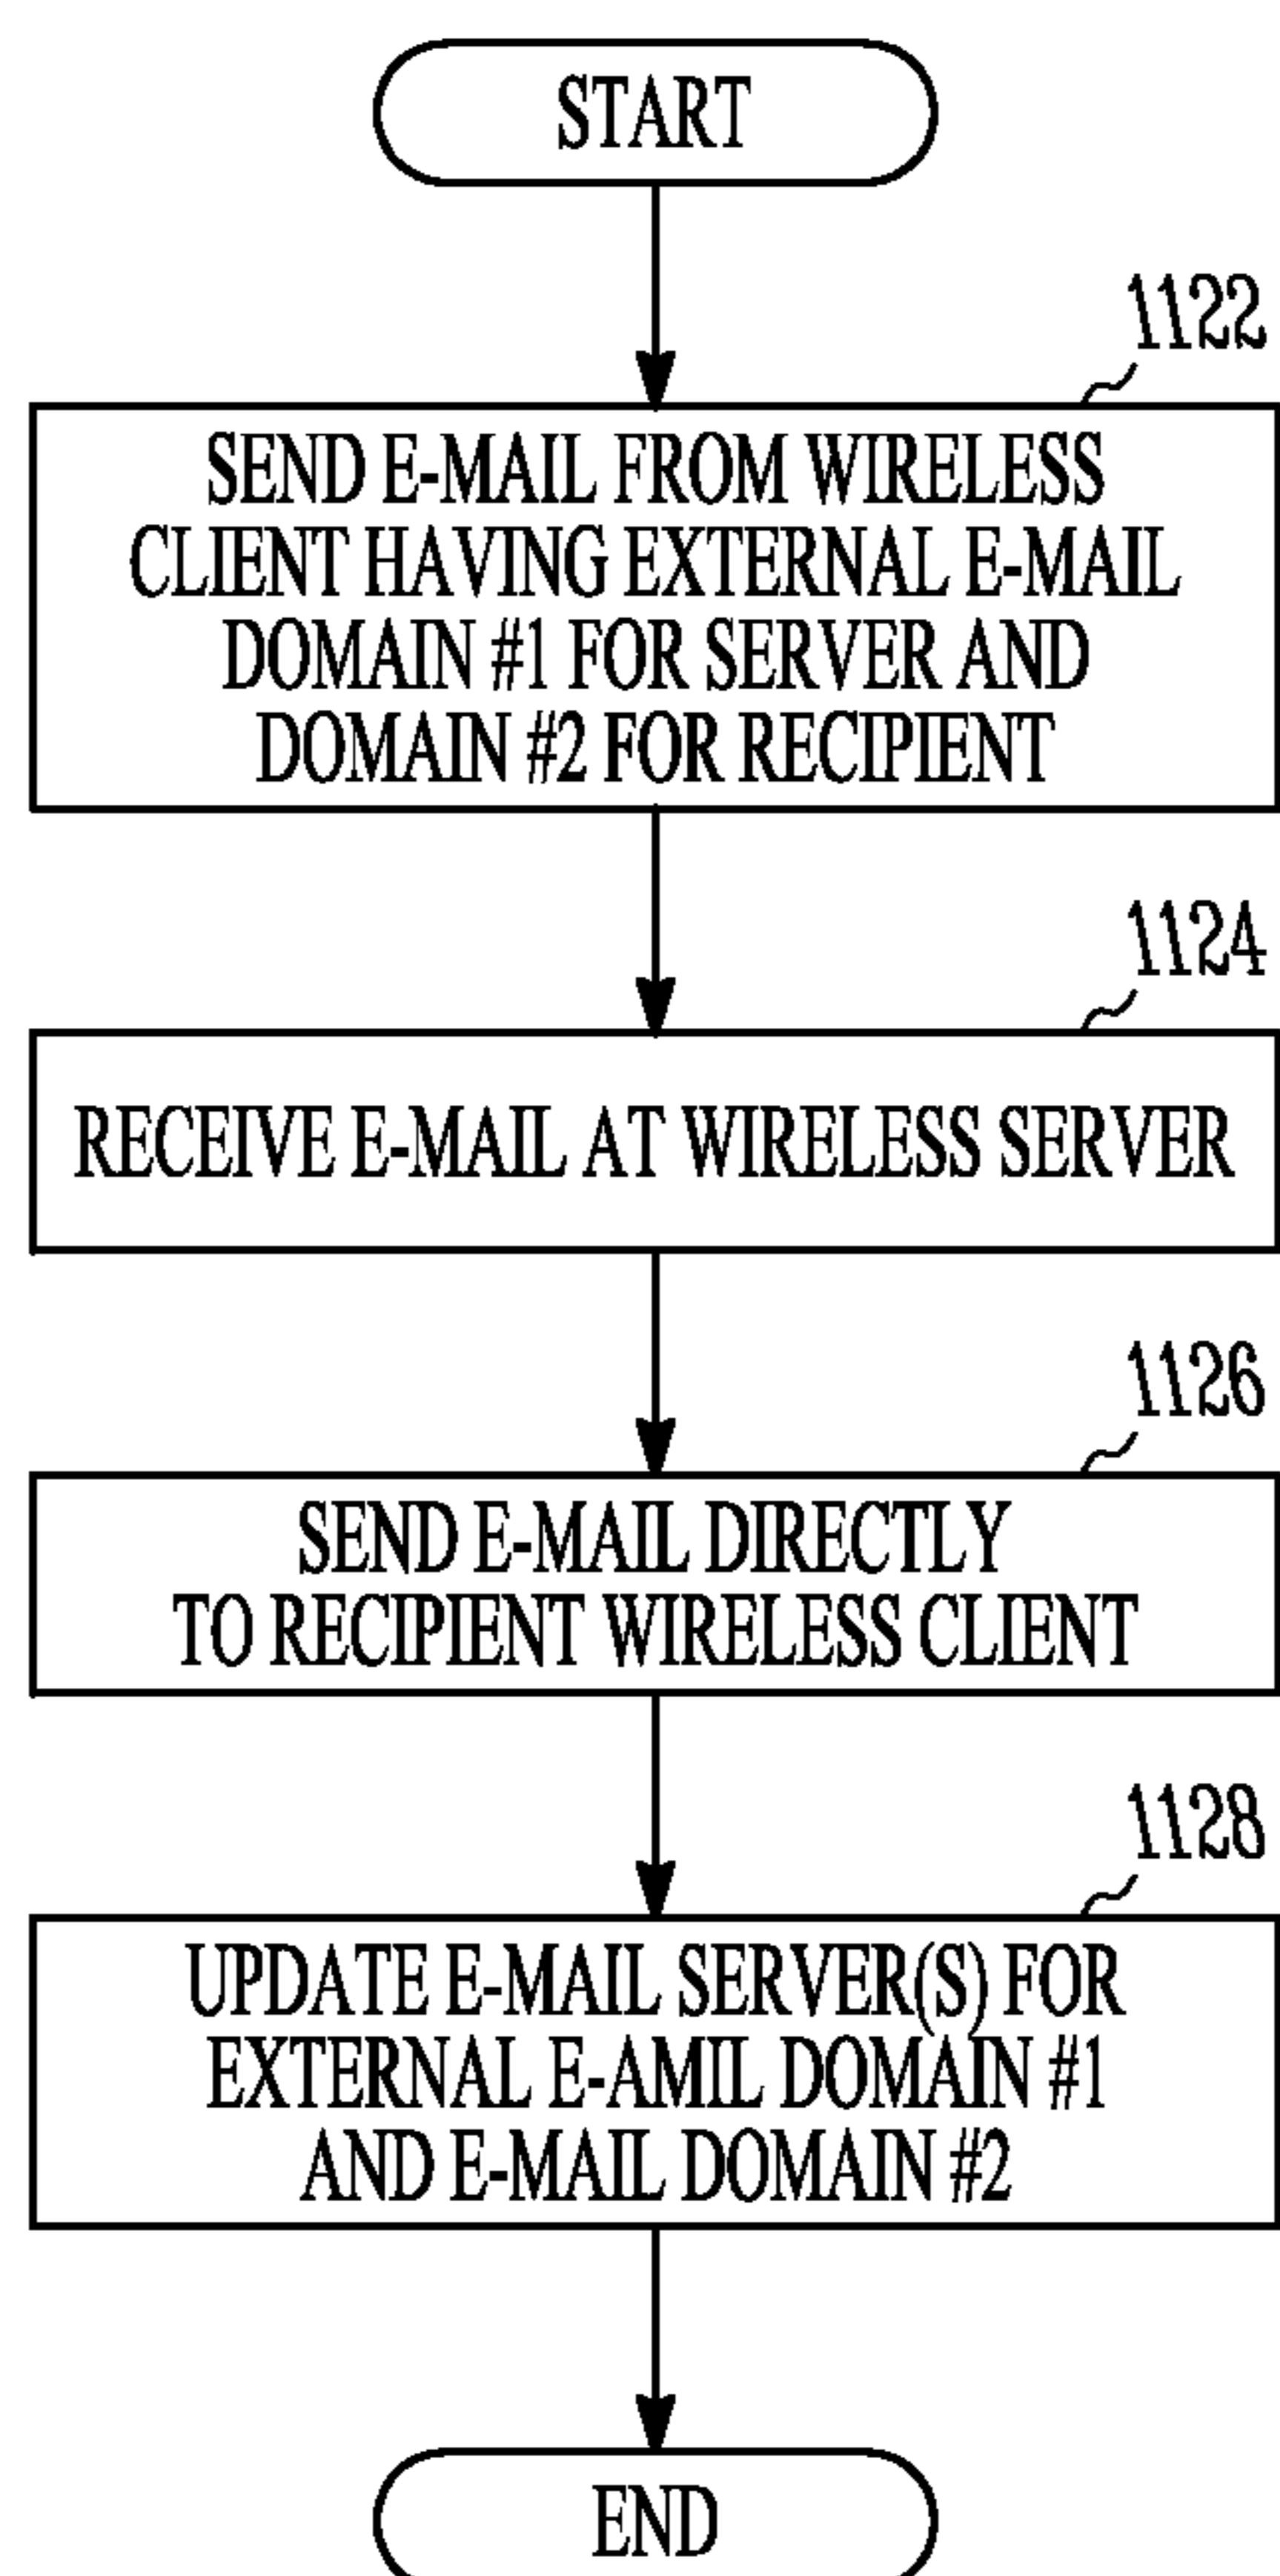 START
1122
SEND E-MAIL FROM WIRELESS
CLIENT HAVING EXTERNAL E-MAIL
DOMAIN #1 FOR SERVER AND
DOMAIN #2 FOR RECIPIENT
1124
RECEIVE E-MAIL AT WIRELESS SERVER
1126
SEND E-MAIL DIRECTLY
TO RECIPIENT WIRELESS CLIENT
1128
UPDATE E-MAIL SERVER(S) FOR
EXTERNAL E-AMIL DOMAIN #1
AND E-MAIL DOMAIN #2
END